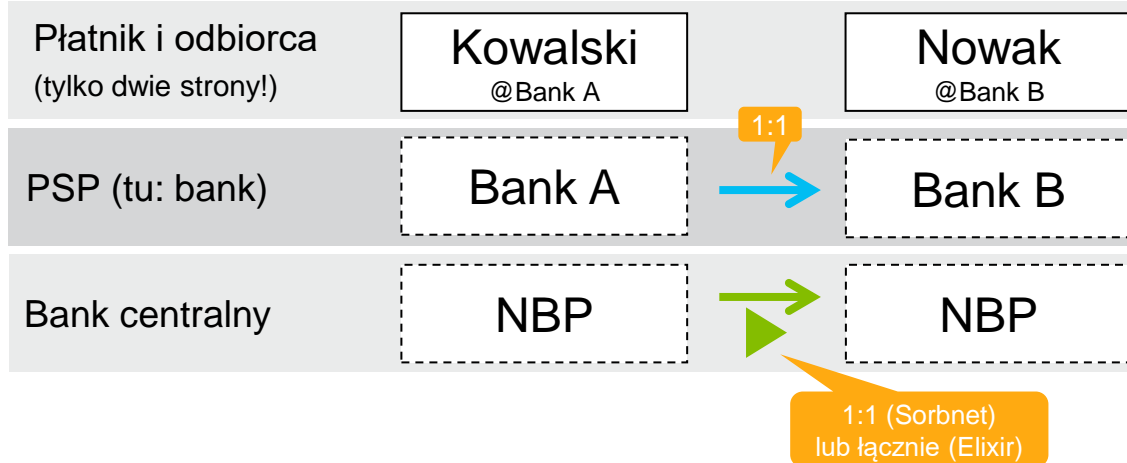 Płatnik i odbiorca
(tylko dwie strony!)
Kowalski
@Bank A
Nowak
@Bank B
1:1
PSP (tu: bank)
Bank A
Bank B
Bank centralny
NBP
NBP
1:1 (Sorbnet)
lub łącznie (Elixir)